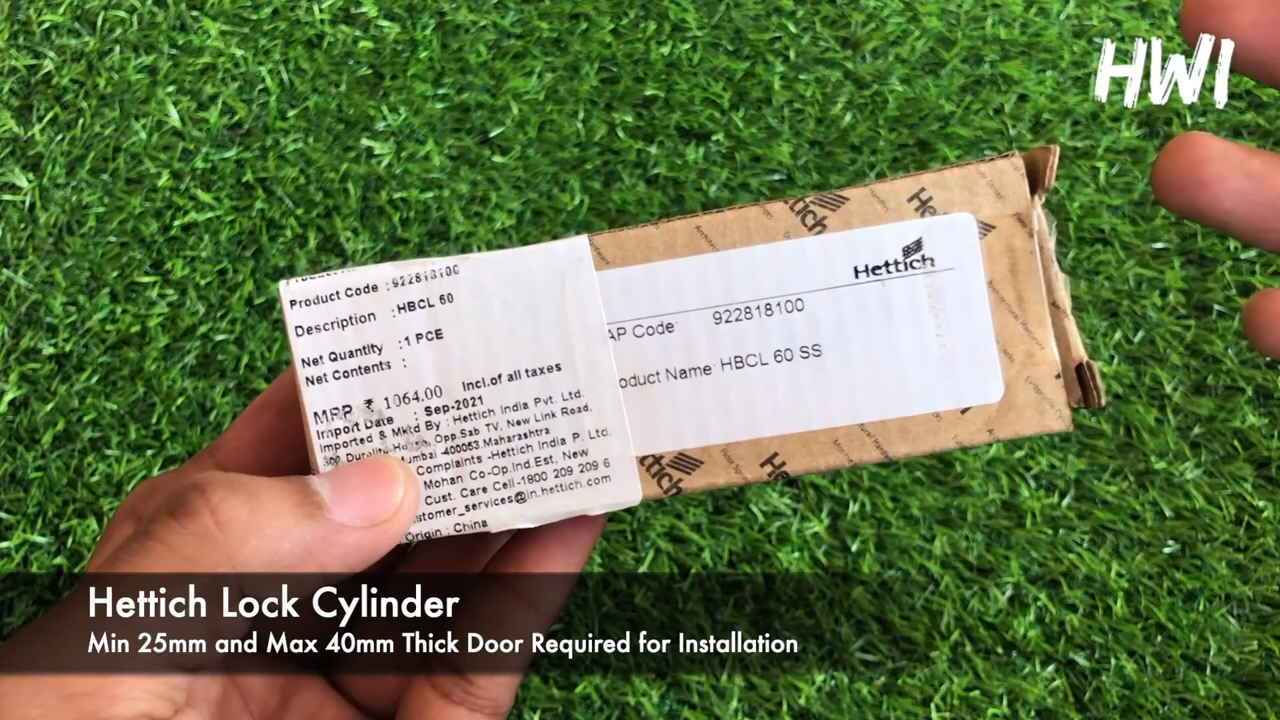 HWI
Product Code : 922818100
Description : HBCL 60
Net Quantity : 1 PCE
Net Contents :
MRP ₹ 1064.00 Incl.of all taxes
Import Date : Sep-2021
Imported & Mktd By : Hettich India Pvt. Ltd.
Opp.Sab TV, New Link Road,
Mumbai -400053.Maharashtra
Complaints -Hettich India P. Ltd.
Mohan Co-Op.Ind.Est, New
Cust. Care Cell-1800 209 209 6
stomer_services@in.hettich.com
Origin : China
Hettich
AP Code: 922818100
oduct Name: HBCL 60 SS
Hettich Lock Cylinder
Min 25mm and Max 40mm Thick Door Required for Installation